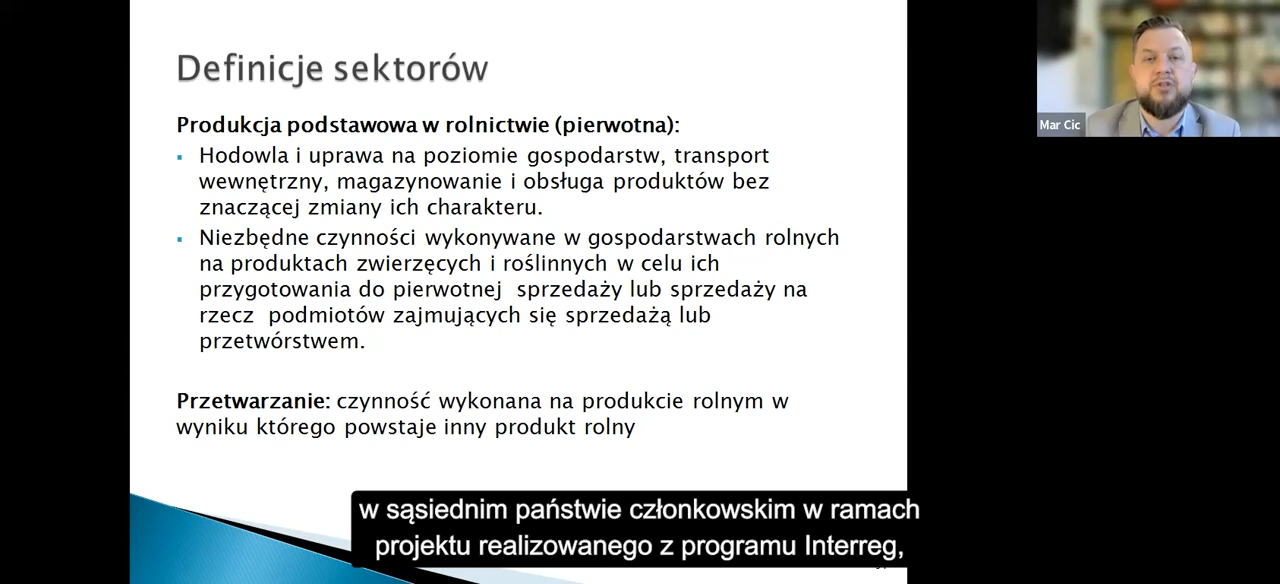 Definicje sektorów
Mar Cic
Produkcja podstawowa w rolnictwie (pierwotna):
▪ Hodowla i uprawa na poziomie gospodarstw, transport
wewnętrzny, magazynowanie i obsługa produktów bez
znaczącej zmiany ich charakteru.
▪ Niezbędne czynności wykonywane w gospodarstwach rolnych
na produktach zwierzęcych i roślinnych w celu ich
przygotowania do pierwotnej sprzedaży lub sprzedaży na
rzecz podmiotów zajmujących się sprzedażą lub
przetwórstwem.
Przetwarzanie: czynność wykonana na produkcie rolnym w
wyniku którego powstaje inny produkt rolny
w sąsiednim państwie członkowskim w ramach
projektu realizowanego z programu Interreg,